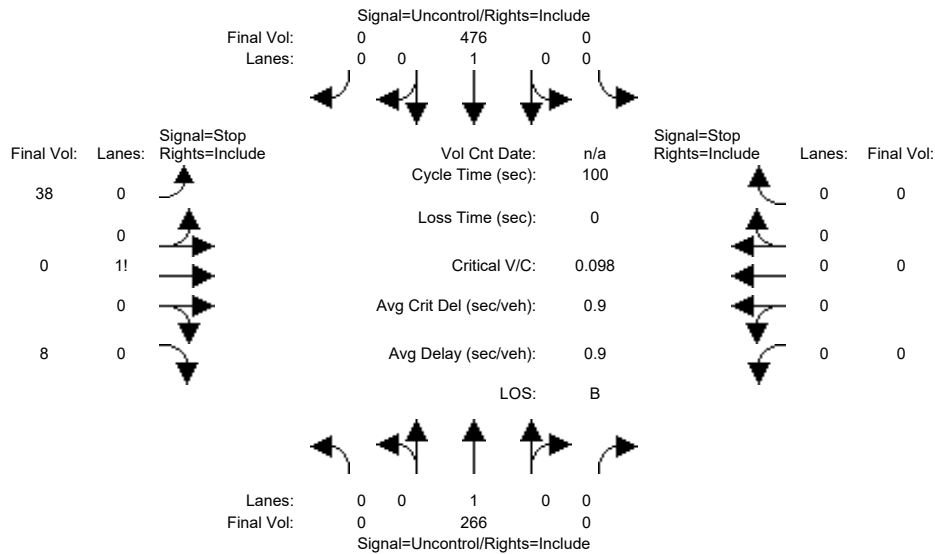 Signal=Uncontrol/Rights=Include
Final Vol: 0 476 0
Lanes: 0 0 1 0 0
Signal=Stop Signal=Stop
Final Vol: Lanes: Rights=Include Vol Cnt Date: n/a Rights=Include Lanes: Final Vol:
Cycle Time (sec): 100
38 0 0 0
Loss Time (sec): 0
0 0
0 1! Critical V/C: 0.098 0 0
0 Avg Crit Del (sec/veh): 0.9 0
8 0 Avg Delay (sec/veh): 0.9 0 0
LOS: B
Lanes: 0 0 1 0 0
Final Vol: 0 266 0
Signal=Uncontrol/Rights=Include